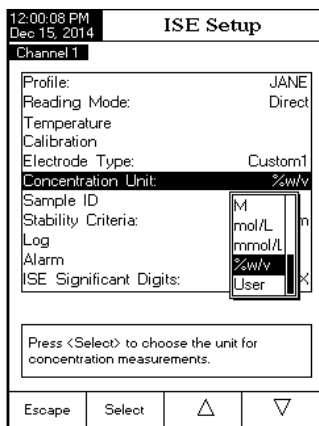 12:00:08 PM
Dec 15, 2014
ISE Setup
Channel 1
Profile: JANE
Reading Mode: Direct
Temperature
Calibration
Electrode Type: Custom1
Concentration Unit: %w/v
Sample ID
Stability Criteria:
Log
Alarm
ISE Significant Digits:
M
mol/L
mmol/L
%w/v
User
Press <Select> to choose the unit for
concentration measurements.
Escape Select